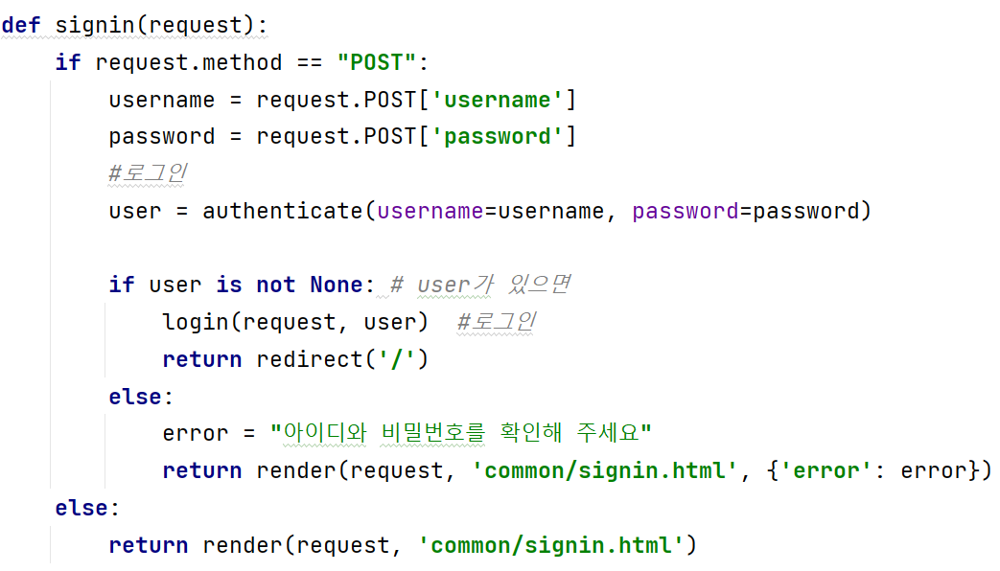 def signin(request):
    if request.method == "POST":
        username = request.POST['username']
        password = request.POST['password']
        #로그인
        user = authenticate(username=username, password=password)

        if user is not None: # user가 있으면
            login(request, user)  #로그인
            return redirect('/')
        else:
            error = "아이디와 비밀번호를 확인해 주세요"
            return render(request, 'common/signin.html', {'error': error})
    else:
        return render(request, 'common/signin.html')